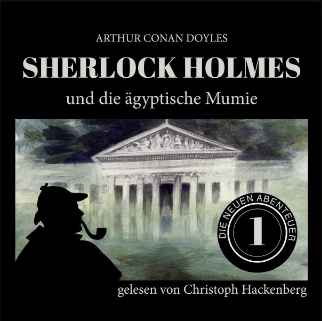 ARTHUR CONAN DOYLES
SHERLOCK HOLMES
und die ägyptische Mumie
DIE NEUEN ABENTEUER
1
gelesen von Christoph Hackenberg